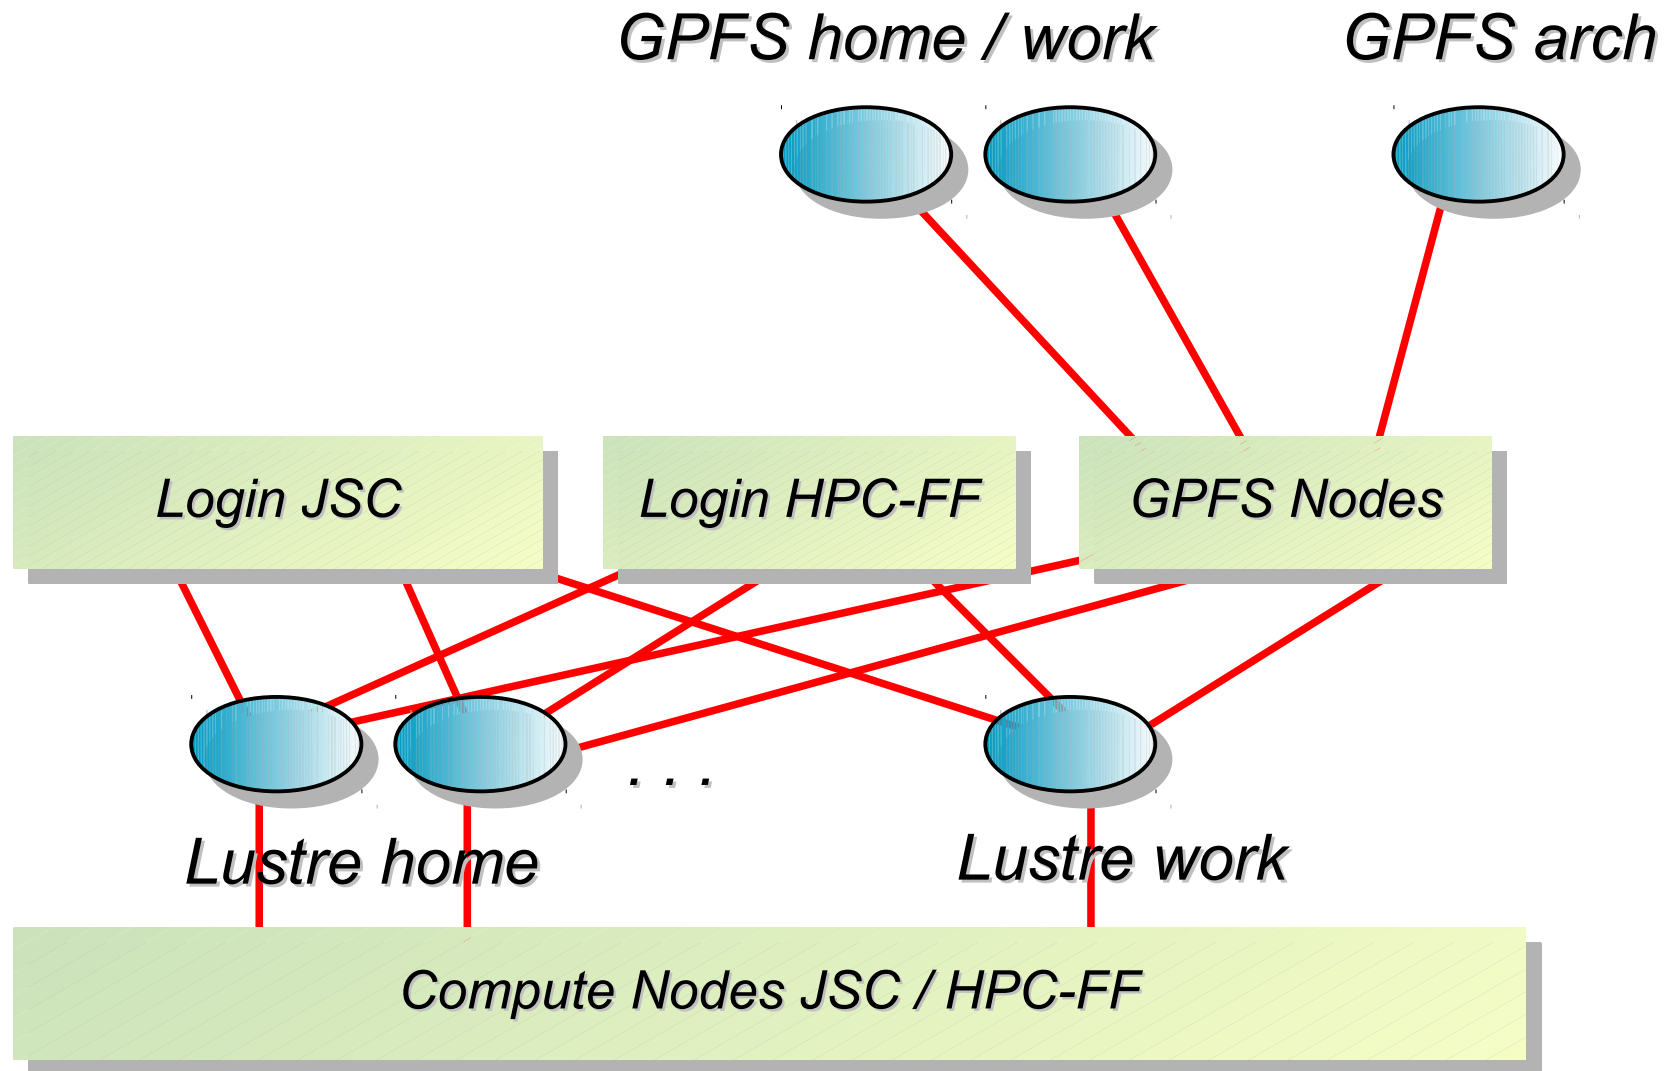 GPFS home / work
GPFS arch
Login JSC
Login HPC-FF
GPFS Nodes
. . .
Lustre home
Lustre work
Compute Nodes JSC / HPC-FF